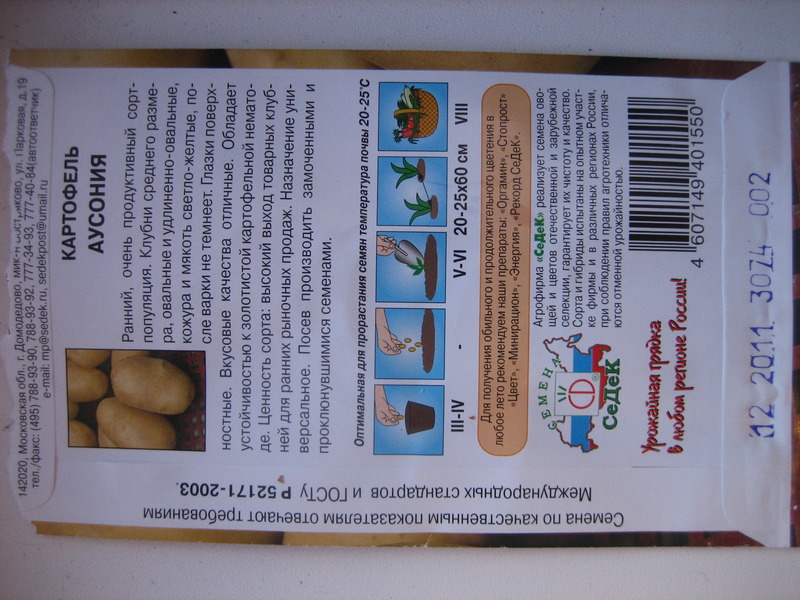 142020, Московская обл., г. Домодедово, ул. Парковая, д.19
тел./факс: (495) 788-93-90, 788-93-92, 777-34-93, 777-40-84(автоответчик)
e-mail: mp@sedek.ru, sedekpost@umail.ru
КАРТОФЕЛЬ
АУСОНИЯ
Ранний, очень продуктивный сорт-
популяция. Клубни среднего разме-
ра, овальные и удлиненно-овальные,
кожура и мякоть светло-желтые, по-
сле варки не темнеет. Глазки поверх-
ностные. Вкусовые качества отличные. Обладает
устойчивостью к золотистой картофельной немато-
де. Ценность сорта: высокий выход товарных клуб-
ней для ранних рыночных продаж. Назначение уни-
версальное. Посев производить замоченными и
проклюнувшимися семенами.
Оптимальная для прорастания семян температура почвы 20-25°С
III-IV - V-VI 20-25x60 см VIII
Для получения обильного и продолжительного цветения в
любое лето рекомендуем наши препараты: «Оргамин», «Стопрост»
«Цвет», «Минирацион», «Энергия», «Рекорд СеДеК».
СЕМЕНА
СеДеК
®
Агрофирма «СеДеК» реализует семена ово-
щей и цветов отечественной и зарубежной
селекции, гарантирует их чистоту и качество.
Сорта и гибриды испытаны на опытном участ-
ке фирмы и в различных регионах России,
при соблюдении правил агротехники отлича-
ются отменной урожайностью.
Урожайная грядка
в любом регионе России!
4 607149 401550
12 2011 3024 002
Семена по качественным показателям отвечают требованиям
Международных стандартов и ГОСТу Р 52171-2003.